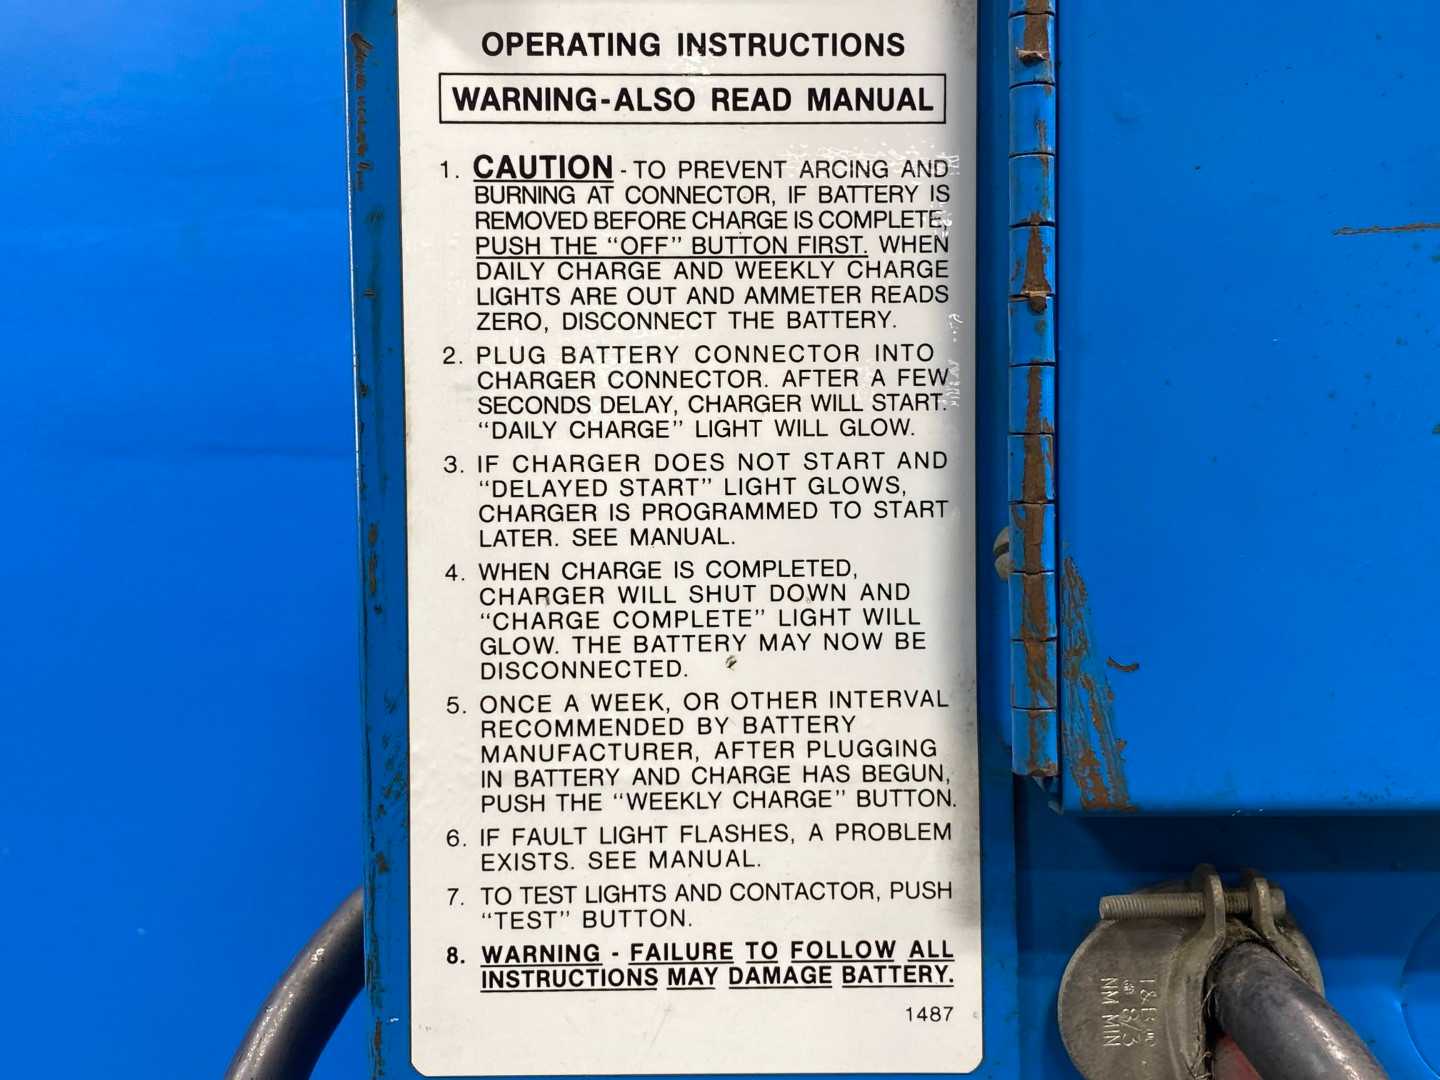 OPERATING INSTRUCTIONS
WARNING-ALSO READ MANUAL
1. CAUTION - TO PREVENT ARCING AND
BURNING AT CONNECTOR, IF BATTERY IS
REMOVED BEFORE CHARGE IS COMPLETE,
PUSH THE "OFF" BUTTON FIRST. WHEN
DAILY CHARGE AND WEEKLY CHARGE
LIGHTS ARE OUT AND AMMETER READS
ZERO, DISCONNECT THE BATTERY.
2. PLUG BATTERY CONNECTOR INTO
CHARGER CONNECTOR. AFTER A FEW
SECONDS DELAY, CHARGER WILL START.
"DAILY CHARGE" LIGHT WILL GLOW.
3. IF CHARGER DOES NOT START AND
"DELAYED START" LIGHT GLOWS,
CHARGER IS PROGRAMMED TO START
LATER. SEE MANUAL.
4. WHEN CHARGE IS COMPLETED,
CHARGER WILL SHUT DOWN AND
"CHARGE COMPLETE" LIGHT WILL
GLOW. THE BATTERY MAY NOW BE
DISCONNECTED.
5. ONCE A WEEK, OR OTHER INTERVAL
RECOMMENDED BY BATTERY
MANUFACTURER, AFTER PLUGGING
IN BATTERY AND CHARGE HAS BEGUN,
PUSH THE "WEEKLY CHARGE" BUTTON.
6. IF FAULT LIGHT FLASHES, A PROBLEM
EXISTS. SEE MANUAL.
7. TO TEST LIGHTS AND CONTACTOR, PUSH
"TEST" BUTTON.
8. WARNING - FAILURE TO FOLLOW ALL
INSTRUCTIONS MAY DAMAGE BATTERY.
1487
T&B
8/3
NM MIN